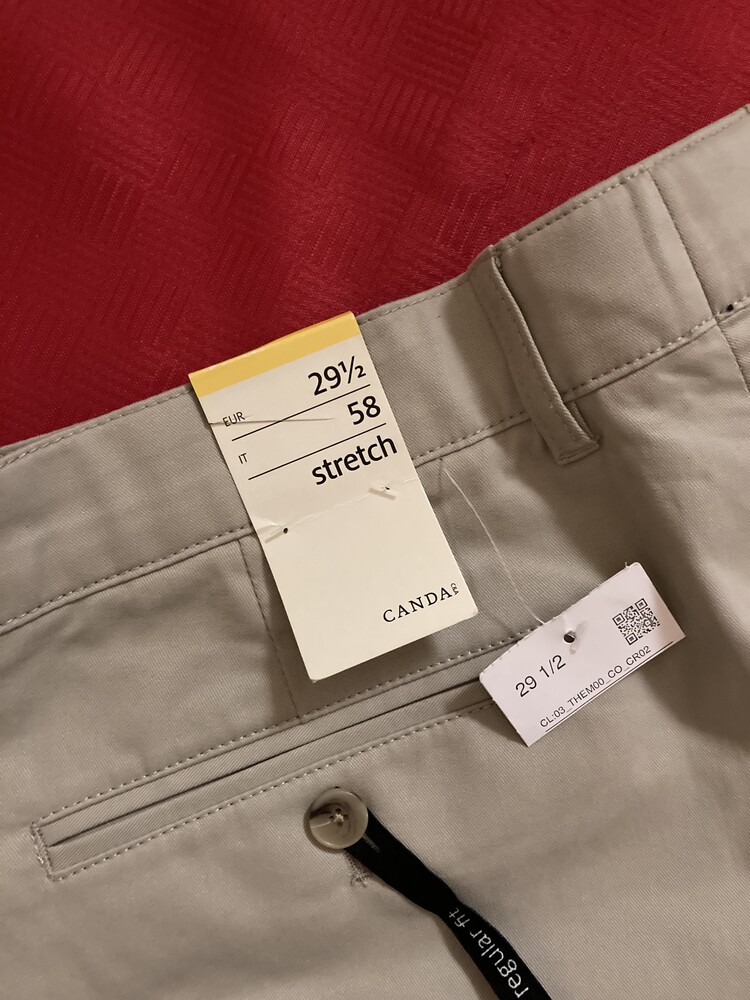 EUR 29½
IT 58
stretch
CANDA
29 1/2
CL:03_THEM00_CO_CR02
regular fit